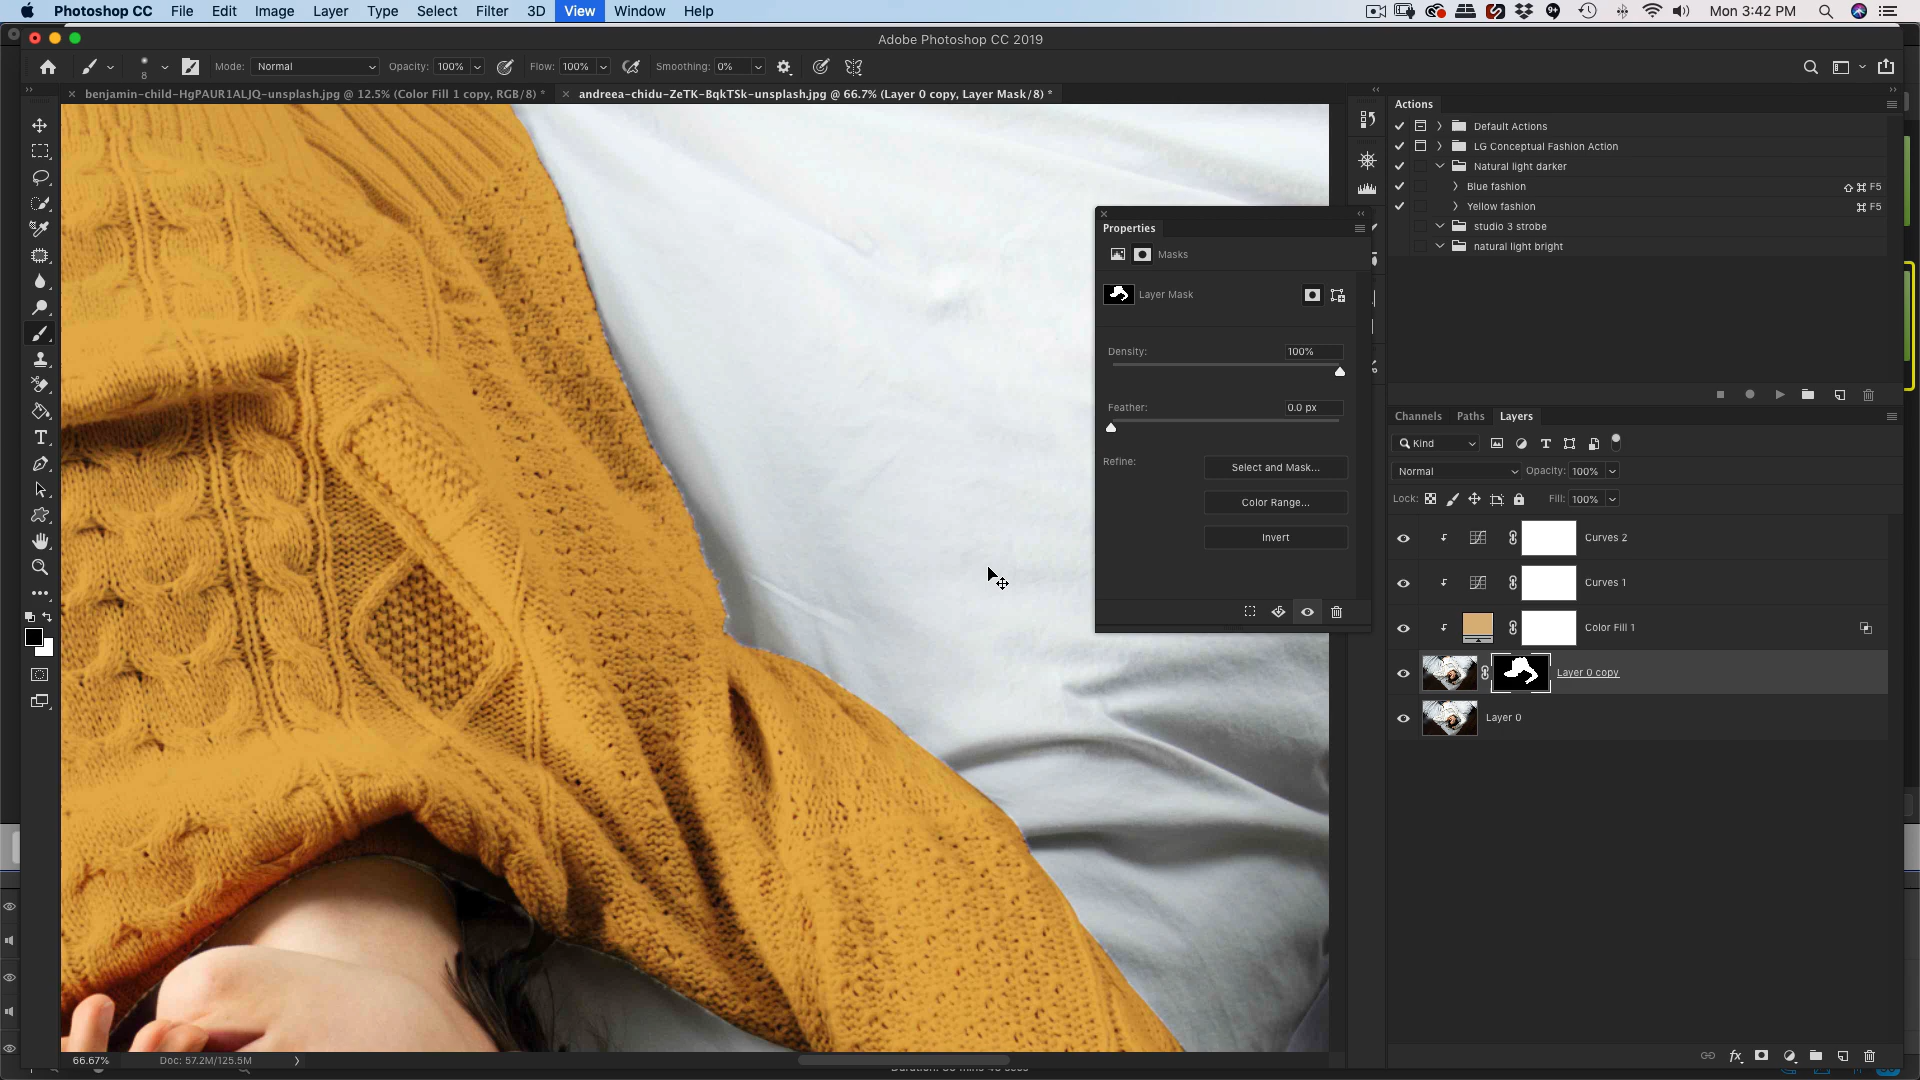 Photoshop CC File Edit Image Layer Type Select Filter 3D View Window Help
Mon 3:42 PM
Adobe Photoshop CC 2019
8
Mode: Normal Opacity: 100% Flow: 100% Smoothing: 0%
benjamin-child-HgPAUR1ALJQ-unsplash.jpg @ 12.5% (Color Fill 1 copy, RGB/8) *
andreea-chidu-ZeTK-BqkTSk-unsplash.jpg @ 66.7% (Layer 0 copy, Layer Mask/8) *
Actions
Default Actions
LG Conceptual Fashion Action
Natural light darker
Blue fashion F5
Yellow fashion F5
studio 3 strobe
natural light bright
Properties
Masks
Layer Mask
Density: 100%
Feather: 0.0 px
Refine: Select and Mask...
Color Range...
Invert
Channels Paths Layers
Kind
Normal Opacity: 100%
Lock: Fill: 100%
Curves 2
Curves 1
Color Fill 1
Layer 0 copy
Layer 0
66.67% Doc: 57.2M/125.5M
fx